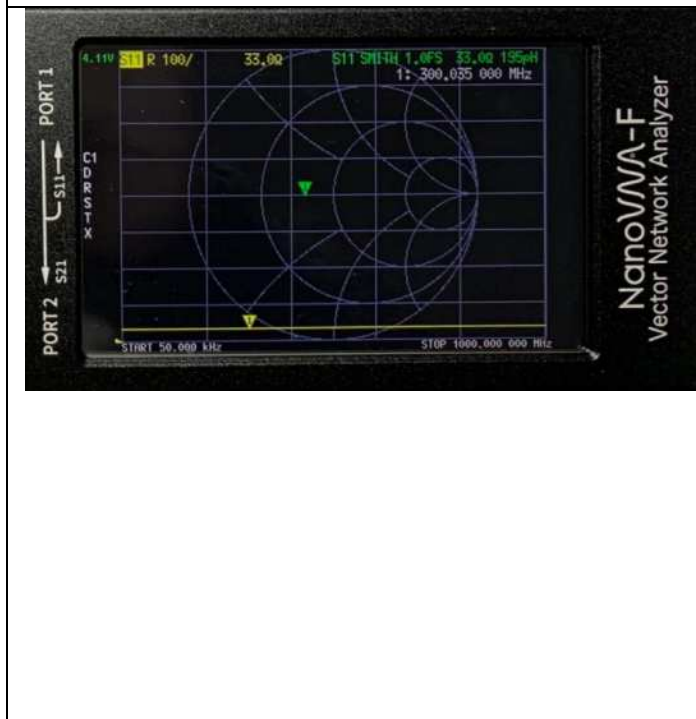 4.11V S11 R 100/ 33.0Ω S11 SMITH 1.0FS 33.0Ω 195pH
1: 300.035 000 MHz
C1
D
R
S
T
X
START 50.000 kHz STOP 1000.000 000 MHz
PORT 1
S11
S21
PORT 2
NanoVNA-F
Vector Network Analyzer